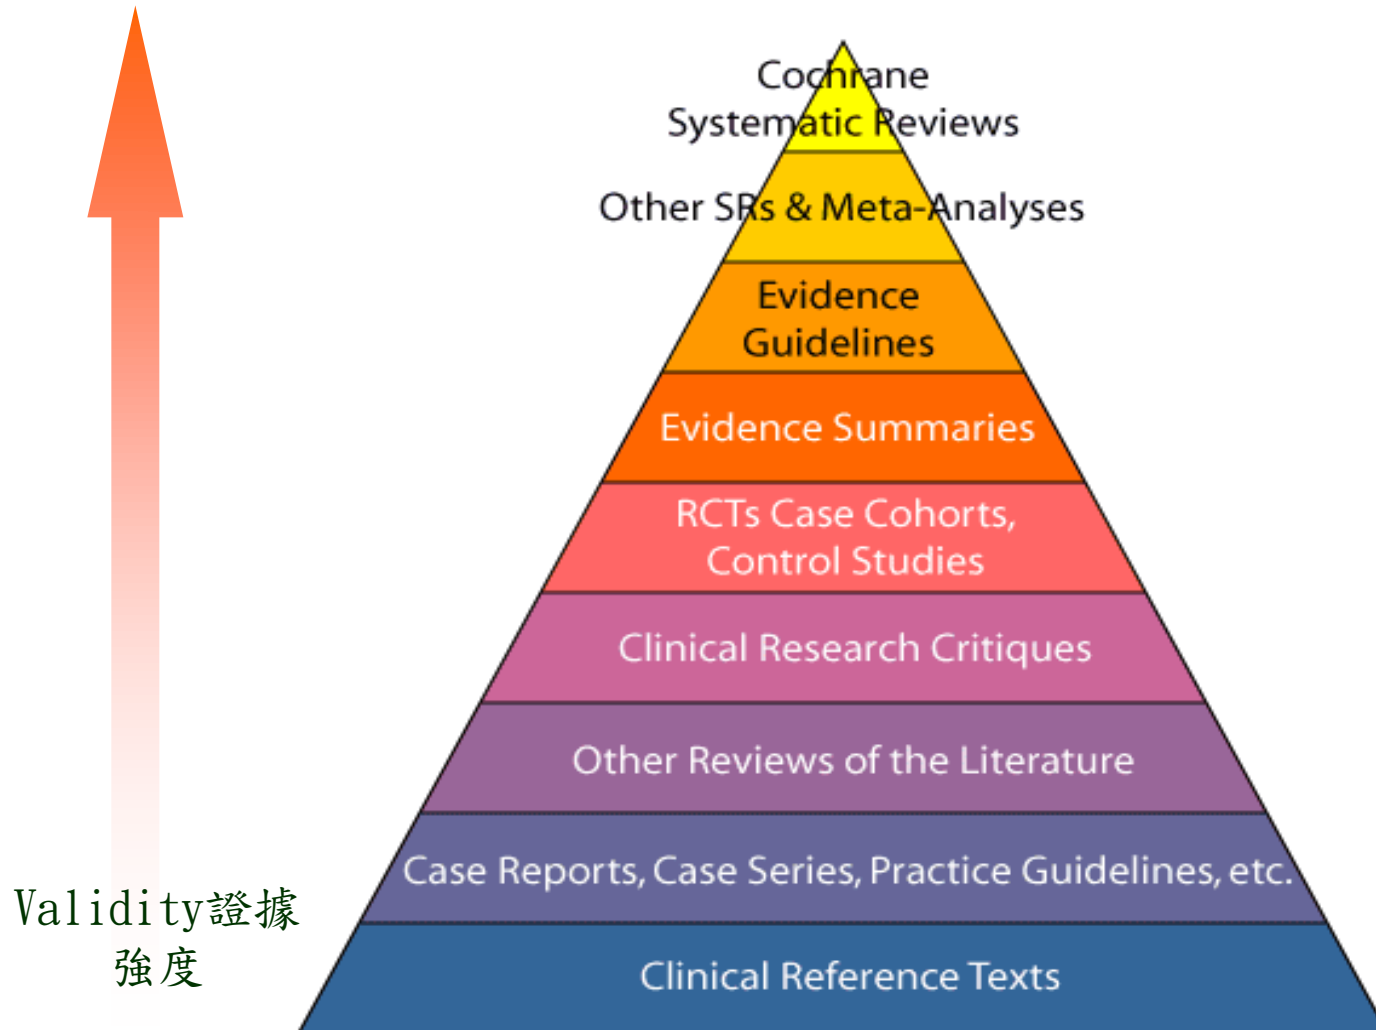 Cochrane
Systematic Reviews
Other SRs & Meta-Analyses
Evidence
Guidelines
Evidence Summaries
RCTs Case Cohorts,
Control Studies
Clinical Research Critiques
Other Reviews of the Literature
Case Reports, Case Series, Practice Guidelines, etc.
Clinical Reference Texts
Validity證據
強度